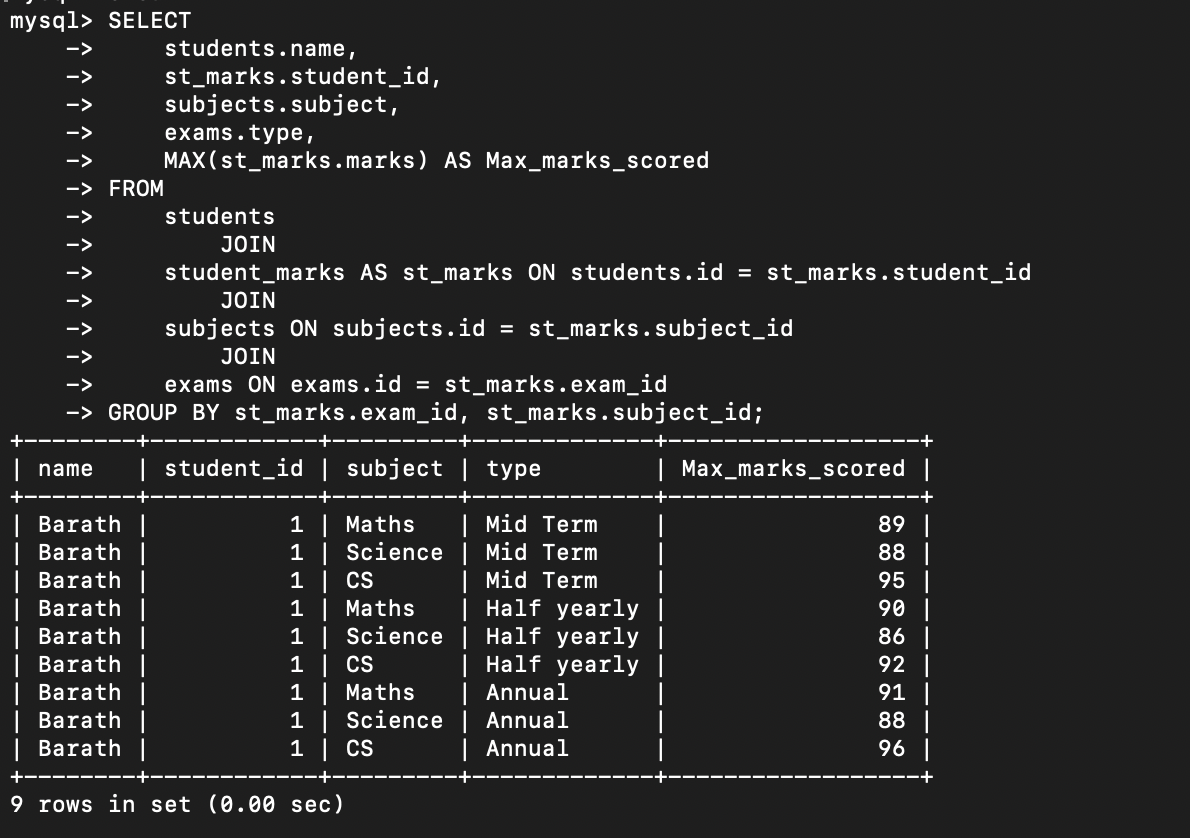 mysql> SELECT
    ->     students.name,
    ->     st_marks.student_id,
    ->     subjects.subject,
    ->     exams.type,
    ->     MAX(st_marks.marks) AS Max_marks_scored
    -> FROM
    ->     students
    ->         JOIN
    ->     student_marks AS st_marks ON students.id = st_marks.student_id
    ->         JOIN
    ->     subjects ON subjects.id = st_marks.subject_id
    ->         JOIN
    ->     exams ON exams.id = st_marks.exam_id
    -> GROUP BY st_marks.exam_id, st_marks.subject_id;
+--------+------------+---------+-------------+------------------+
| name   | student_id | subject | type        | Max_marks_scored |
+--------+------------+---------+-------------+------------------+
| Barath |          1 | Maths   | Mid Term    |               89 |
| Barath |          1 | Science | Mid Term    |               88 |
| Barath |          1 | CS      | Mid Term    |               95 |
| Barath |          1 | Maths   | Half yearly |               90 |
| Barath |          1 | Science | Half yearly |               86 |
| Barath |          1 | CS      | Half yearly |               92 |
| Barath |          1 | Maths   | Annual      |               91 |
| Barath |          1 | Science | Annual      |               88 |
| Barath |          1 | CS      | Annual      |               96 |
+--------+------------+---------+-------------+------------------+
9 rows in set (0.00 sec)